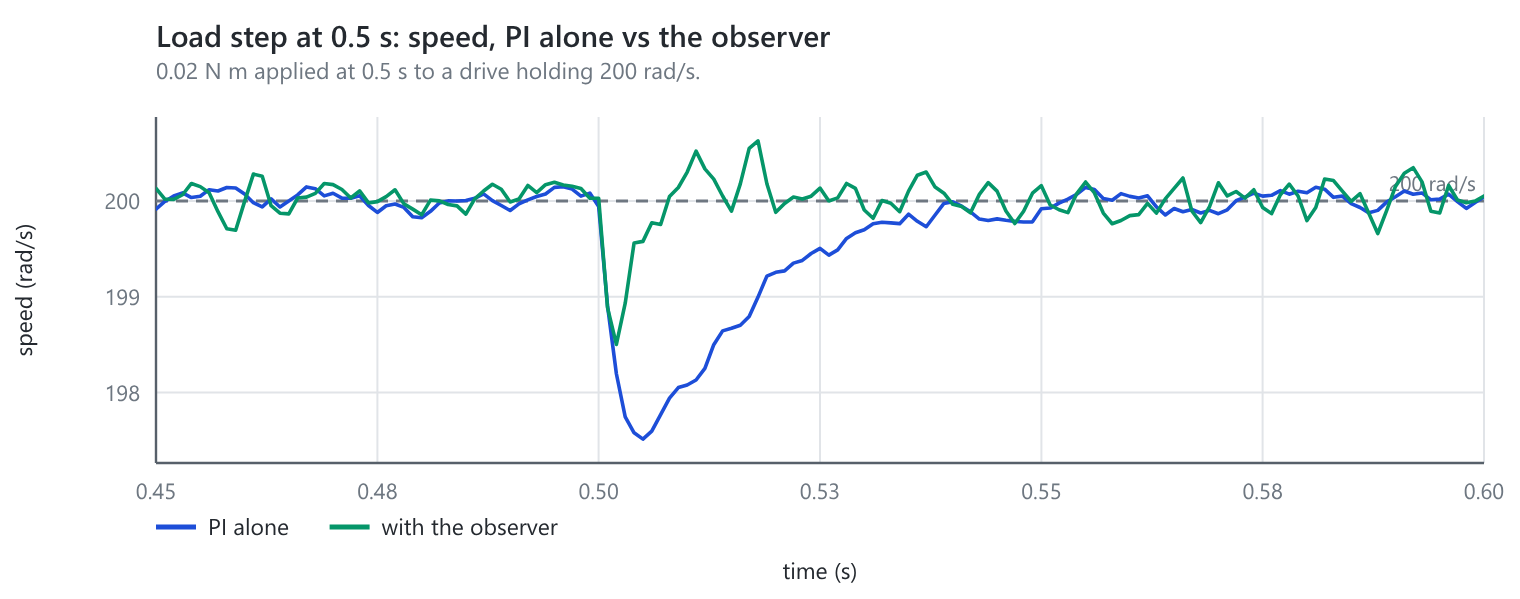 Load step at 0.5 s: speed, PI alone vs the observer
0.02 N m applied at 0.5 s to a drive holding 200 rad/s.
speed (rad/s)
200
199
198
200 rad/s
0.45
0.48
0.50
0.53
0.55
0.58
0.60
PI alone
with the observer
time (s)